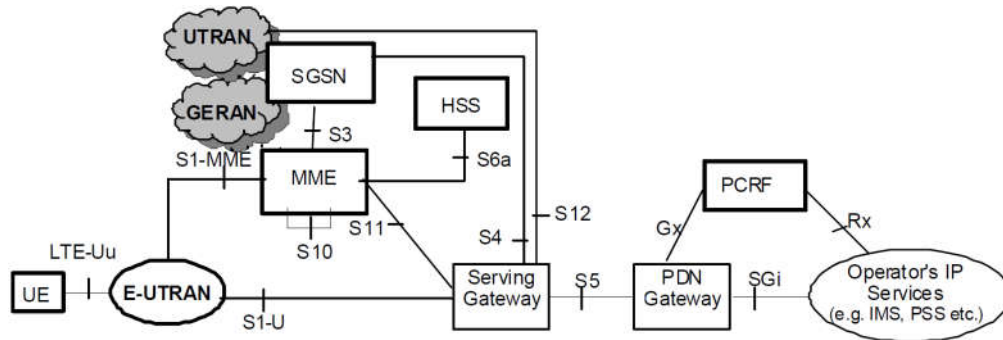 UTRAN
SGSN
GERAN
HSS
S3
S1-MME
S6a
MME
PCRF
S12
S11
Gx
Rx
S10
S4
LTE-Uu
UE
E-UTRAN
Serving
Gateway
S5
PDN
Gateway
SGi
Operator's IP
Services
(e.g. IMS, PSS etc.)
S1-U